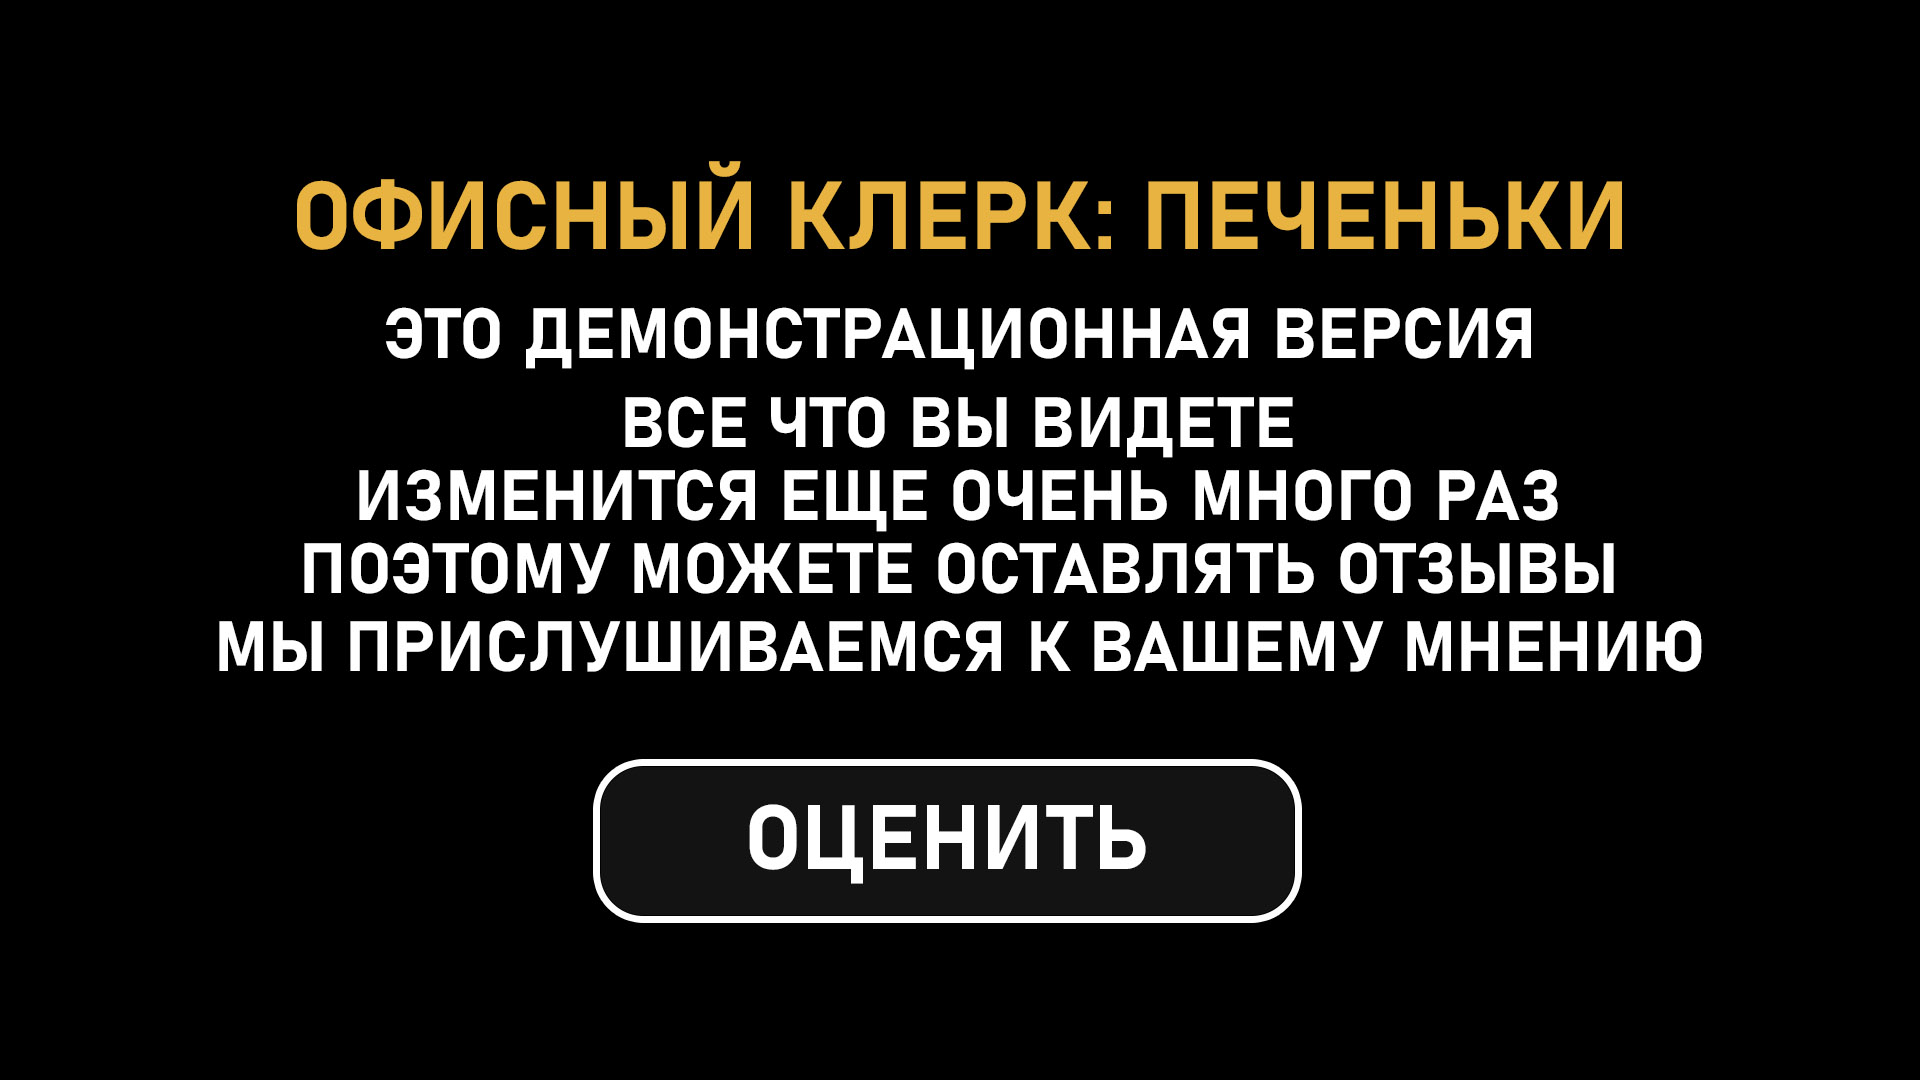 ОФИСНЫЙ КЛЕРК: ПЕЧЕНЬКИ
ЭТО ДЕМОНСТРАЦИОННАЯ ВЕРСИЯ
ВСЕ ЧТО ВЫ ВИДЕТЕ
ИЗМЕНИТСЯ ЕЩЕ ОЧЕНЬ МНОГО РАЗ
ПОЭТОМУ МОЖЕТЕ ОСТАВЛЯТЬ ОТЗЫВЫ
МЫ ПРИСЛУШИВАЕМСЯ К ВАШЕМУ МНЕНИЮ
ОЦЕНИТЬ